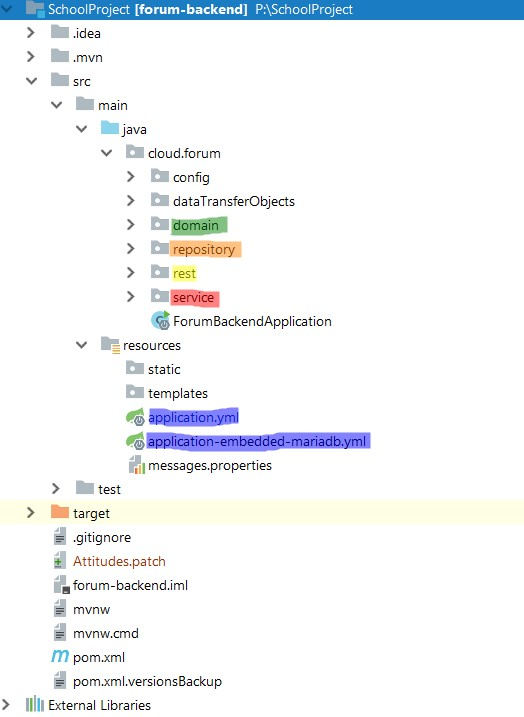 SchoolProject [forum-backend] P:\SchoolProject
.idea
.mvn
src
main
java
cloud.forum
config
dataTransferObjects
domain
repository
rest
service
ForumBackendApplication
resources
static
templates
application.yml
application-embedded-mariadb.yml
messages.properties
test
target
.gitignore
Attitudes.patch
forum-backend.iml
mvnw
mvnw.cmd
pom.xml
pom.xml.versionsBackup
External Libraries